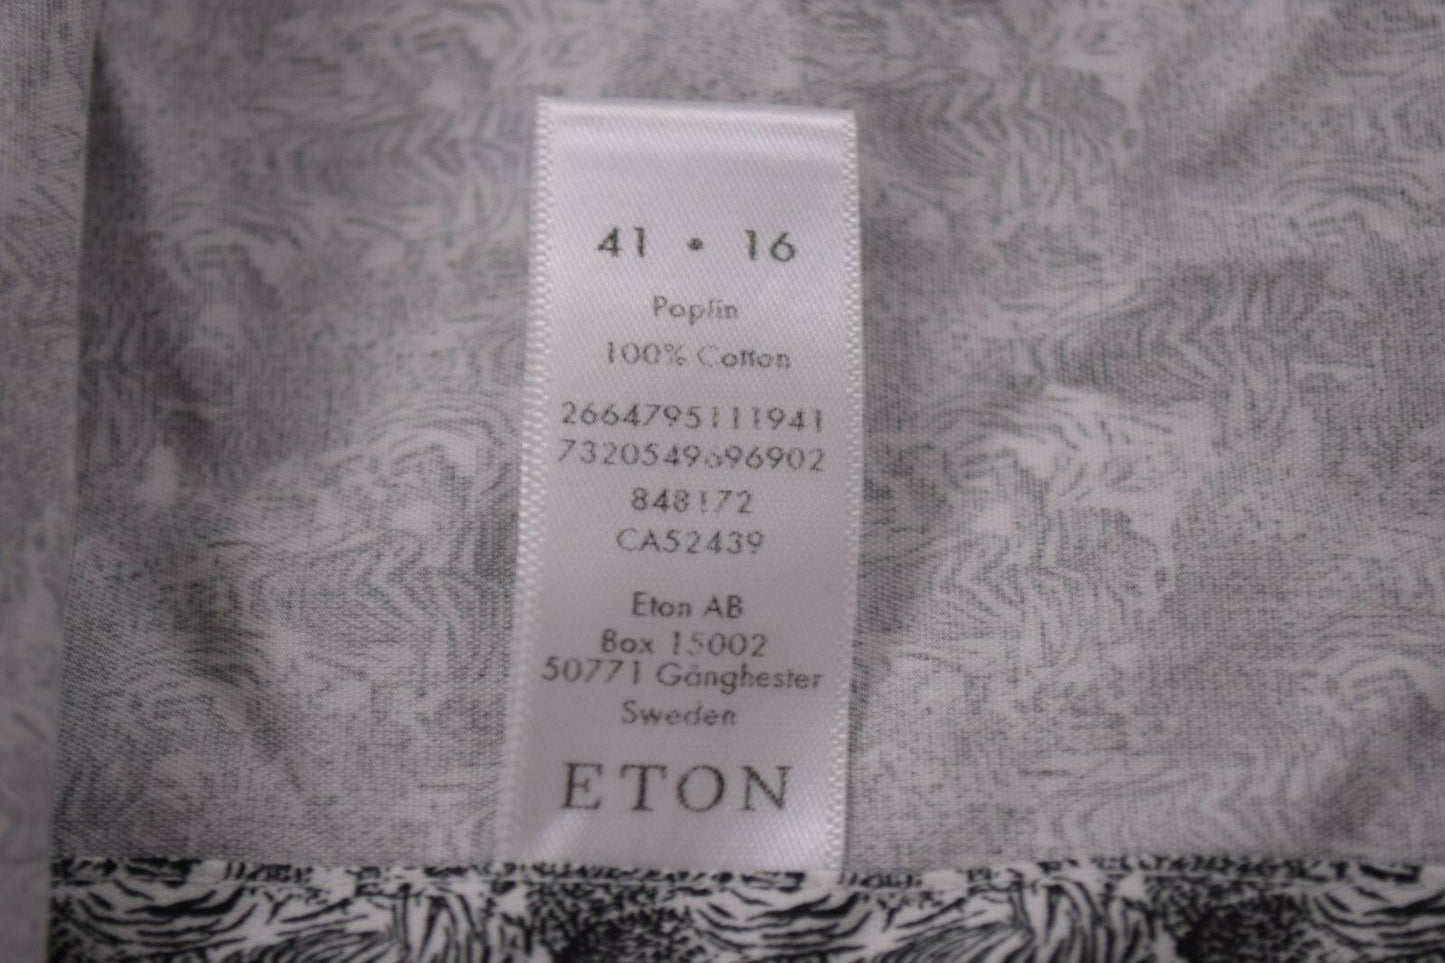 41 • 16
Poplin
100% Cotton
2664795111941
7320549696902
848172
CA52439
Eton AB
Box 15002
50771 Gånghester
Sweden
ETON